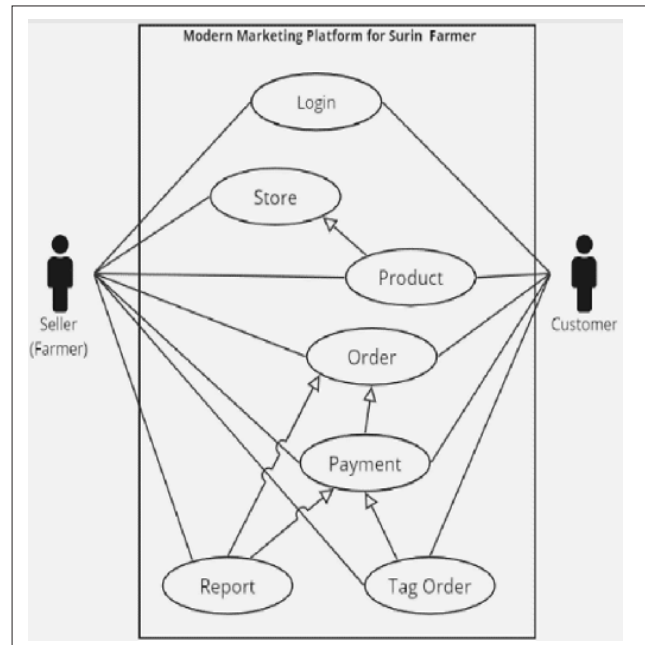 Modern Marketing Platform for Surin Farmer
Login
Store
Product
Seller
(Farmer)
Customer
Order
Payment
Report
Tag Order